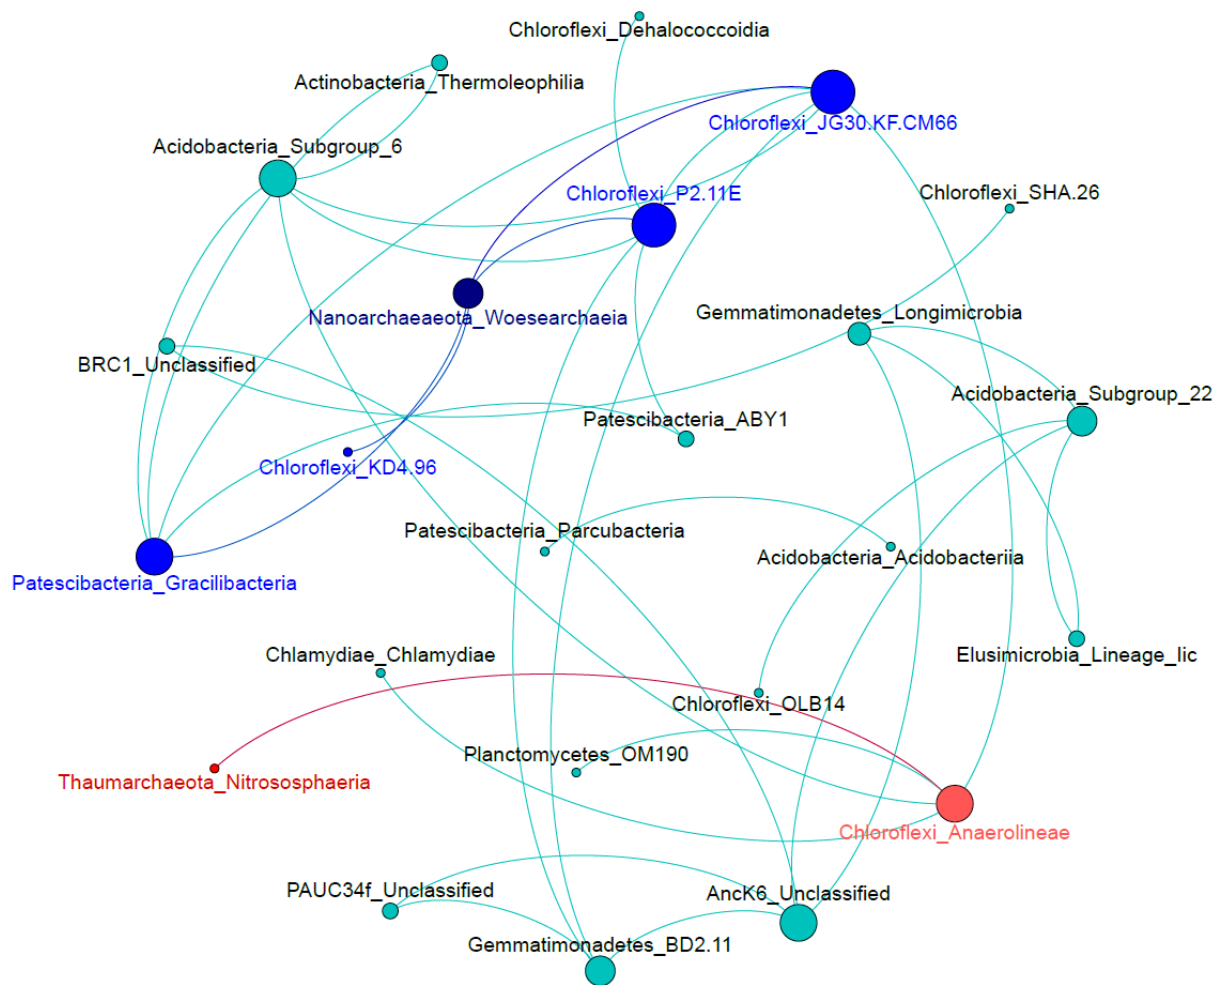 Chloroflexi_Dehalococcoidia
Actinobacteria_Thermoleophilia
Chloroflexi_JG30.KF.CM66
Acidobacteria_Subgroup_6
Chloroflexi_P2.11E
Chloroflexi_SHA.26
Nanoarchaeaeota_Woesearchaeia
Gemmatimonadetes_Longimicrobia
BRC1_Unclassified
Acidobacteria_Subgroup_22
Patescibacteria_ABY1
Chloroflexi_KD4.96
Patescibacteria_Parcubacteria
Acidobacteria_Acidobacteriia
Patescibacteria_Gracilibacteria
Chlamydiae_Chlamydiae
Elusimicrobia_Lineage_Iic
Chloroflexi_OLB14
Planctomycetes_OM190
Thaumarchaeota_Nitrososphaeria
Chloroflexi_Anaerolineae
PAUC34f_Unclassified
AncK6_Unclassified
Gemmatimonadetes_BD2.11